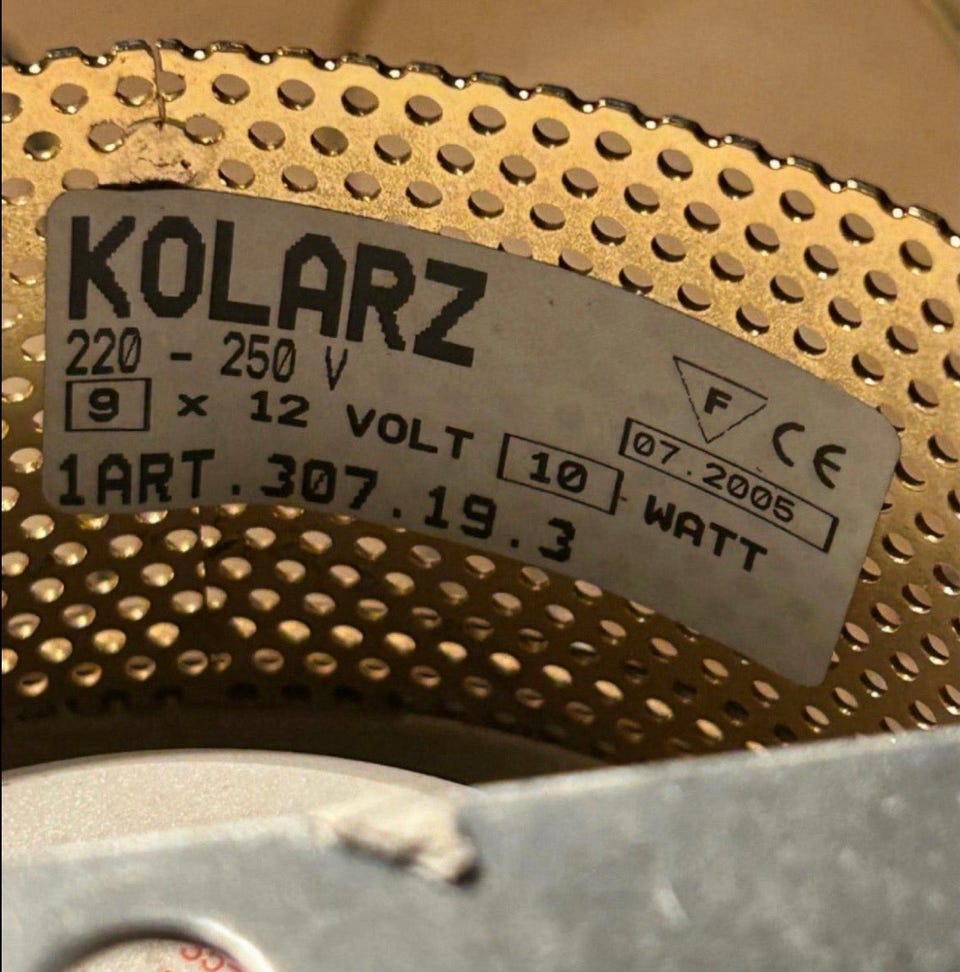 KOLARZ
220 - 250 V
F CE
9 x 12 VOLT 10 WATT
07.2005
1ART.307.19.3